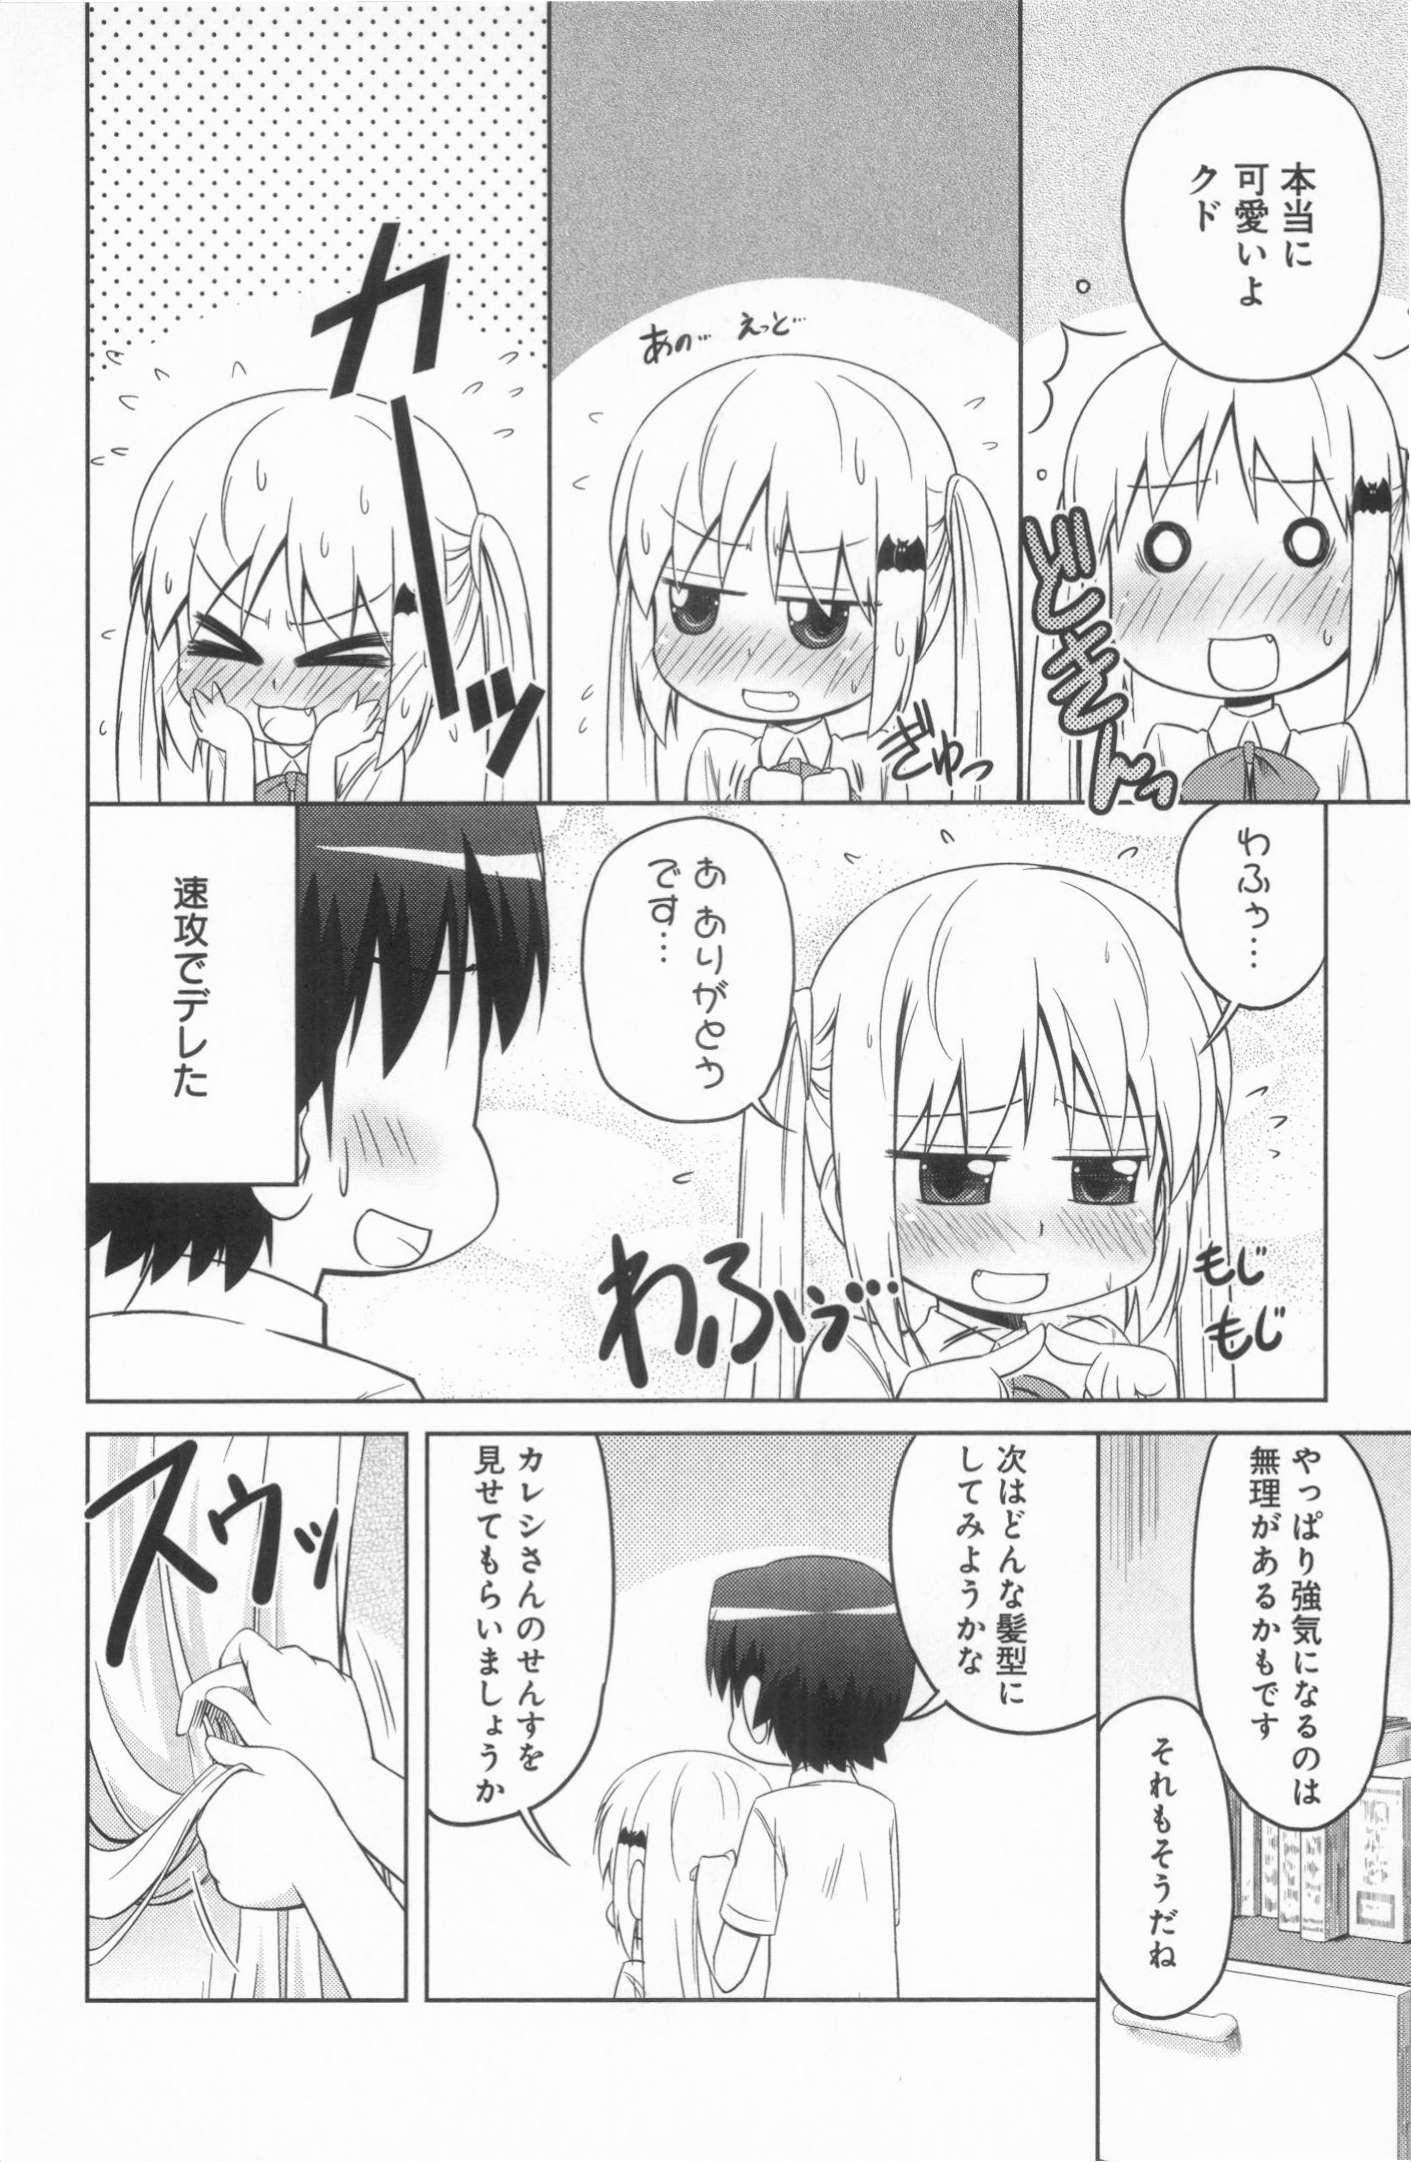 本当に
可愛いよ
クド
どきーんっ
あの… えっと…
ぎゅっ
カーッ
わふぅ…
あ ありがとう
です…
もじ
もじ
わふぅ…
速攻でデレた
やっぱり強気になるのは
無理があるかもです
それもそうだね
次はどんな髪型に
してみようかな
カレシさんのせんすを
見せてもらいましょうか
スウッ